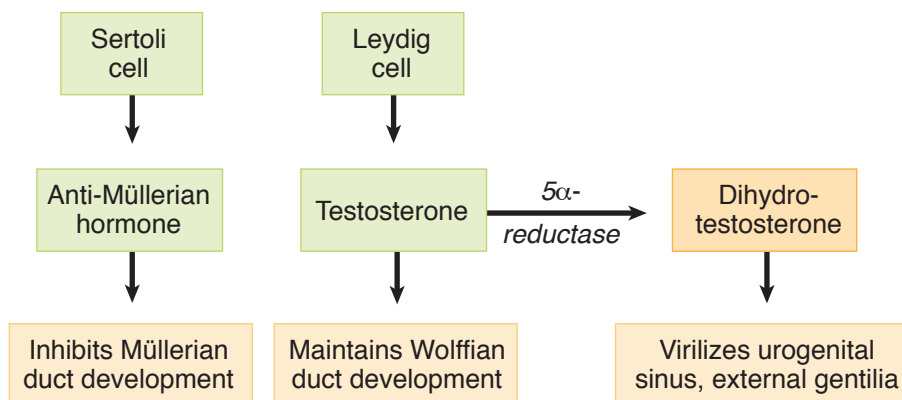 Sertoli
cell
Leydig
cell
Anti-Müllerian
hormone
Testosterone
5α-
reductase
Dihydro-
testosterone
Inhibits Müllerian
duct development
Maintains Wolffian
duct development
Virilizes urogenital
sinus, external gentilia